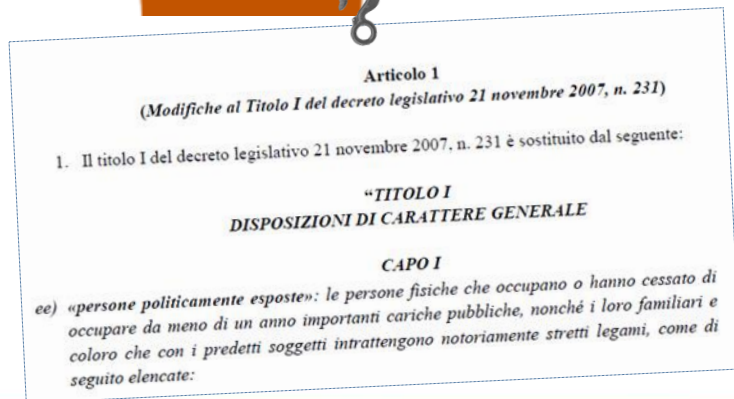 Articolo 1
(Modifiche al Titolo I del decreto legislativo 21 novembre 2007, n. 231)
1. Il titolo I del decreto legislativo 21 novembre 2007, n. 231 è sostituito dal seguente:
“TITOLO I
DISPOSIZIONI DI CARATTERE GENERALE
CAPO I
ee) «persone politicamente esposte»: le persone fisiche che occupano o hanno cessato di
occupare da meno di un anno importanti cariche pubbliche, nonché i loro familiari e
coloro che con i predetti soggetti intrattengono notoriamente stretti legami, come di
seguito elencate: